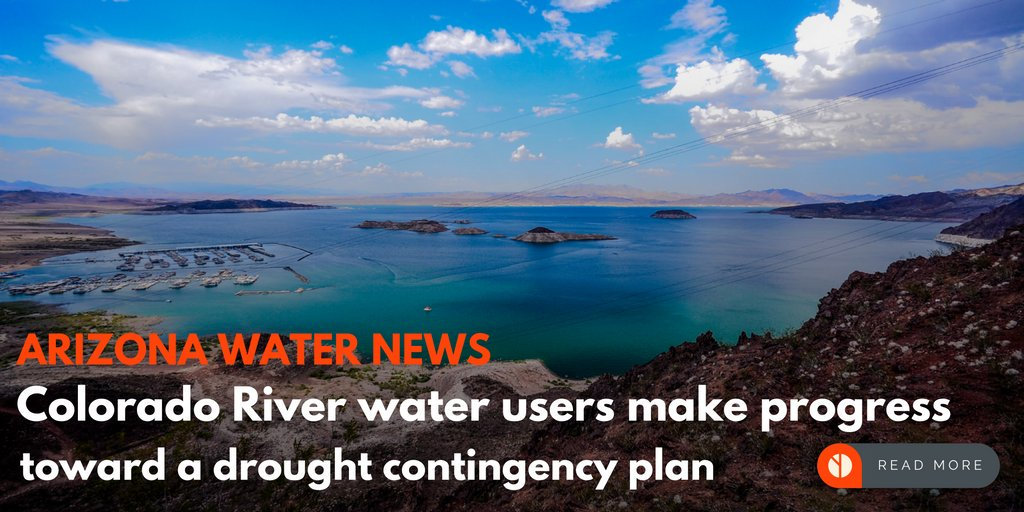 ARIZONA WATER NEWS
Colorado River water users make progress
toward a drought contingency plan
READ MORE